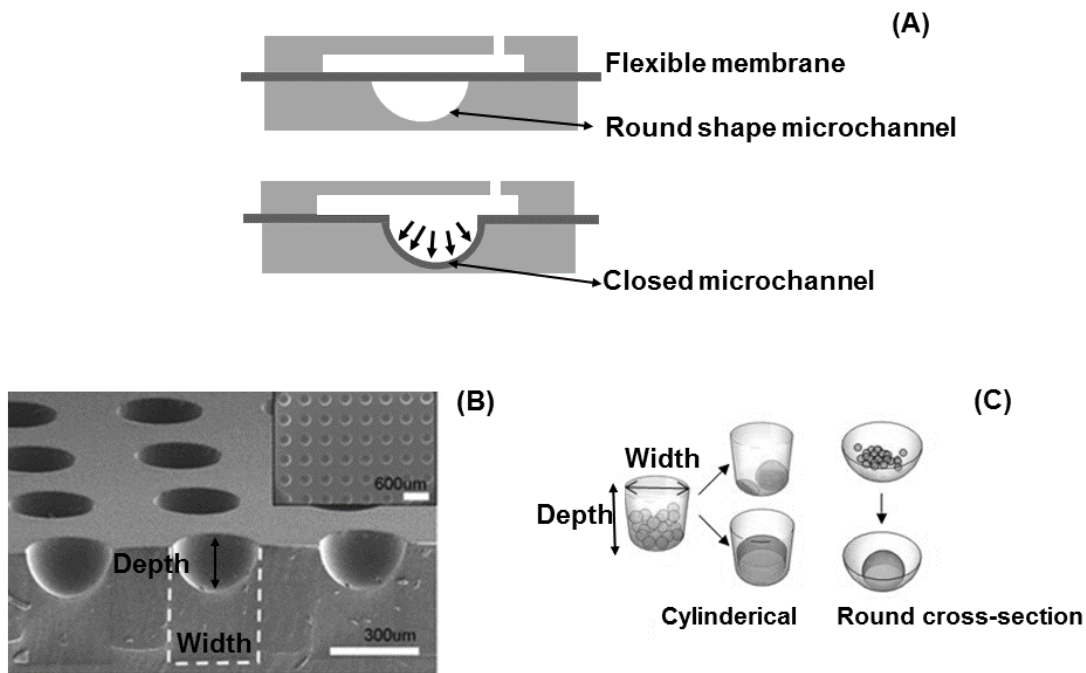 (A)
Flexible membrane
Round shape microchannel
Closed microchannel
(B)
600um
Depth
Width
300um
(C)
Width
Depth
Cylinderical
Round cross-section